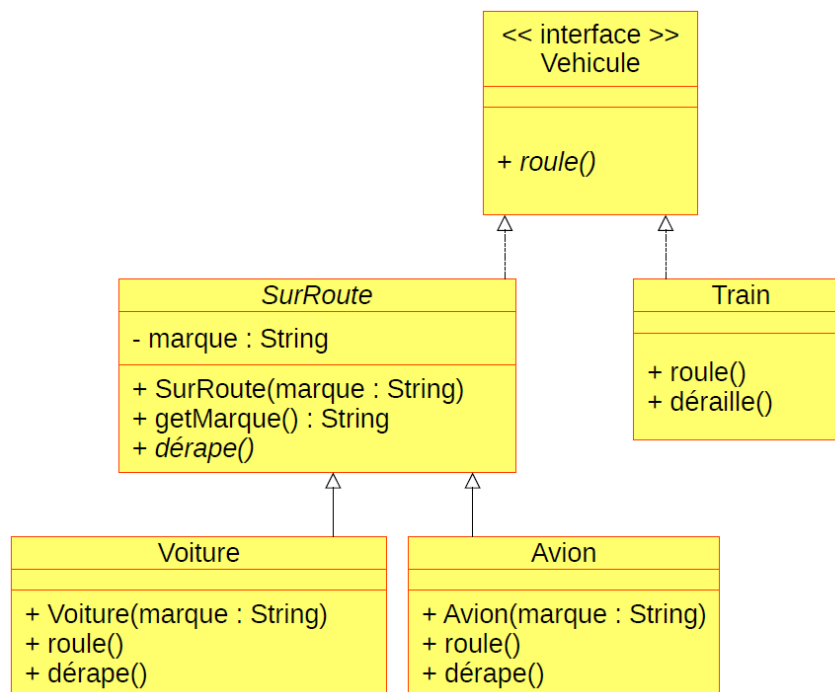 << interface >>
Vehicule
+ roule()
SurRoute
- marque : String
+ SurRoute(marque : String)
+ getMarque() : String
+ dérape()
Train
+ roule()
+ déraille()
Voiture
+ Voiture(marque : String)
+ roule()
+ dérape()
Avion
+ Avion(marque : String)
+ roule()
+ dérape()